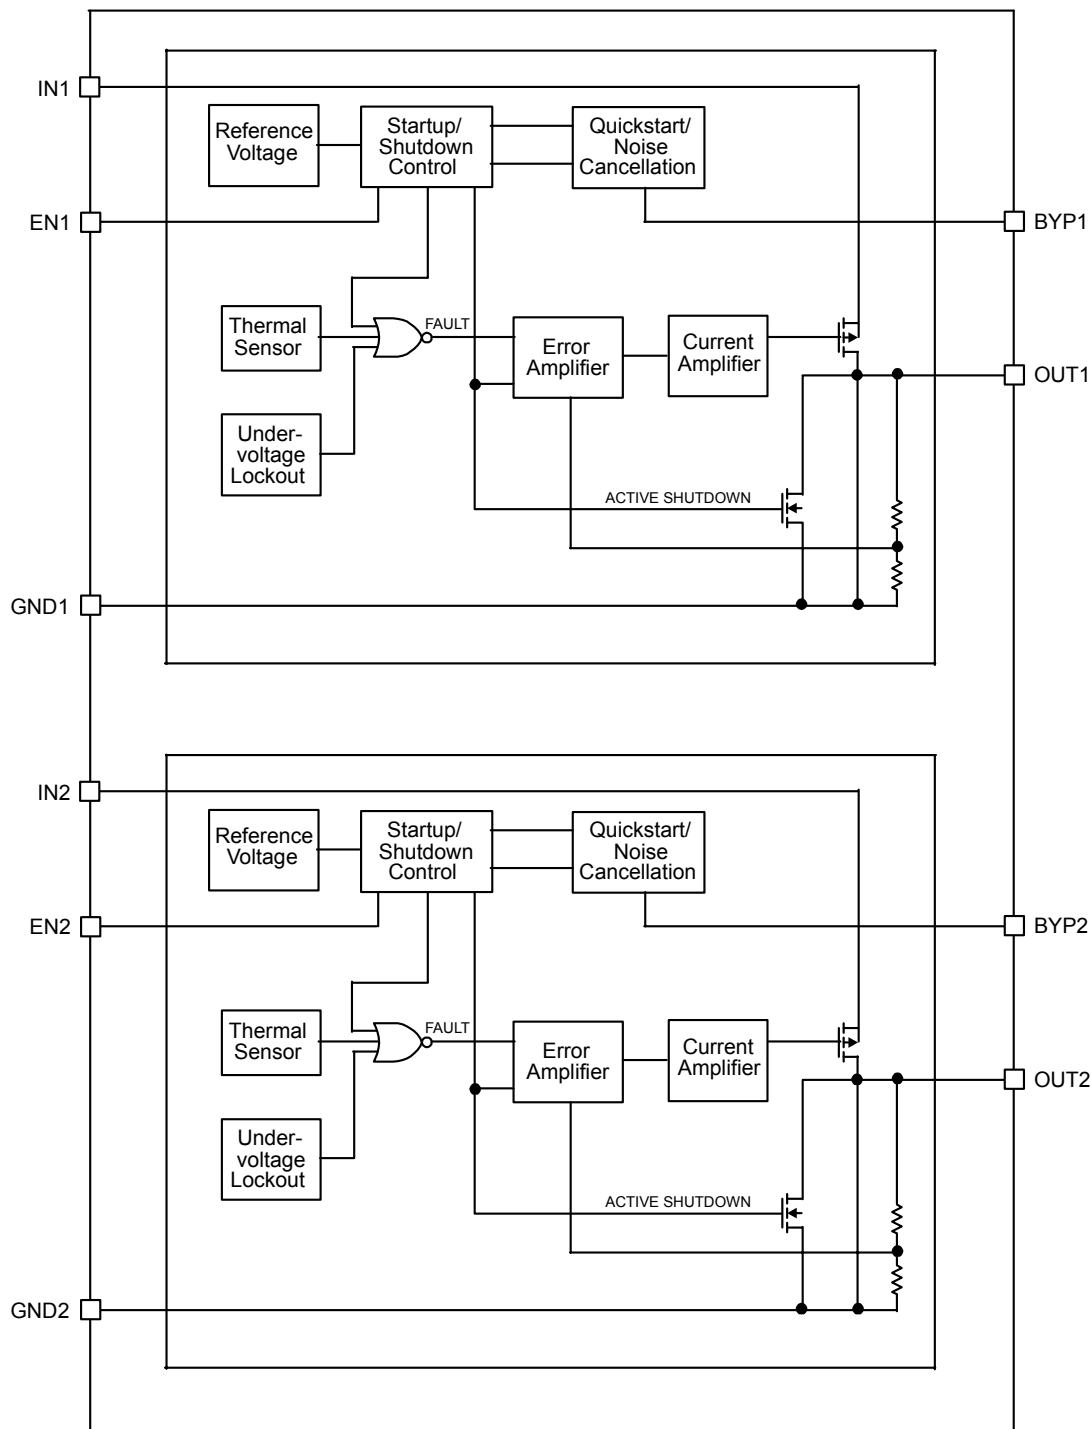 IN1
Reference
Voltage
Startup/
Shutdown
Control
Quickstart/
Noise
Cancellation
EN1
BYP1
Thermal
Sensor
FAULT
Error
Amplifier
Current
Amplifier
OUT1
Under-
voltage
Lockout
ACTIVE SHUTDOWN
GND1
IN2
Reference
Voltage
Startup/
Shutdown
Control
Quickstart/
Noise
Cancellation
EN2
BYP2
Thermal
Sensor
FAULT
Error
Amplifier
Current
Amplifier
OUT2
Under-
voltage
Lockout
ACTIVE SHUTDOWN
GND2